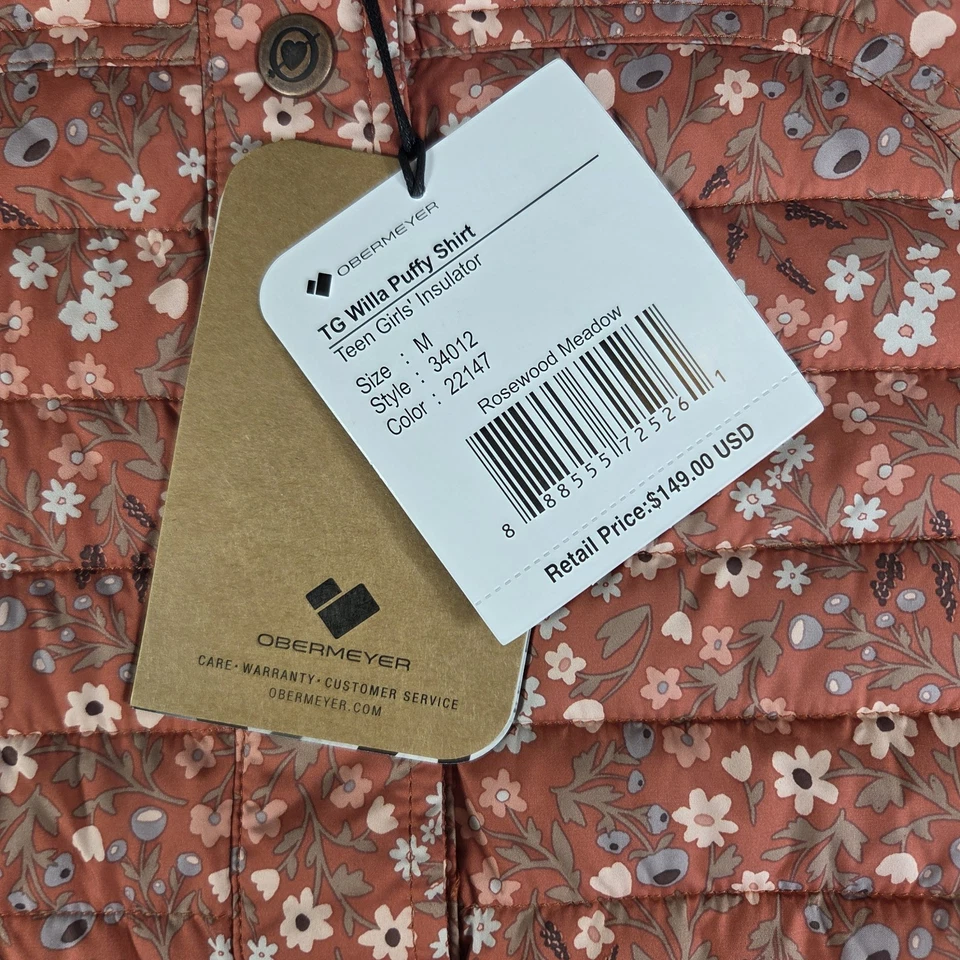 OBERMEYER
TG Willa Puffy Shirt
Teen Girls' Insulator
Size : M
Style : 34012
Color : 22147
Rosewood Meadow
8 88555 72526 1
Retail Price:$149.00 USD
OBERMEYER
CARE • WARRANTY • CUSTOMER SERVICE
OBERMEYER.COM